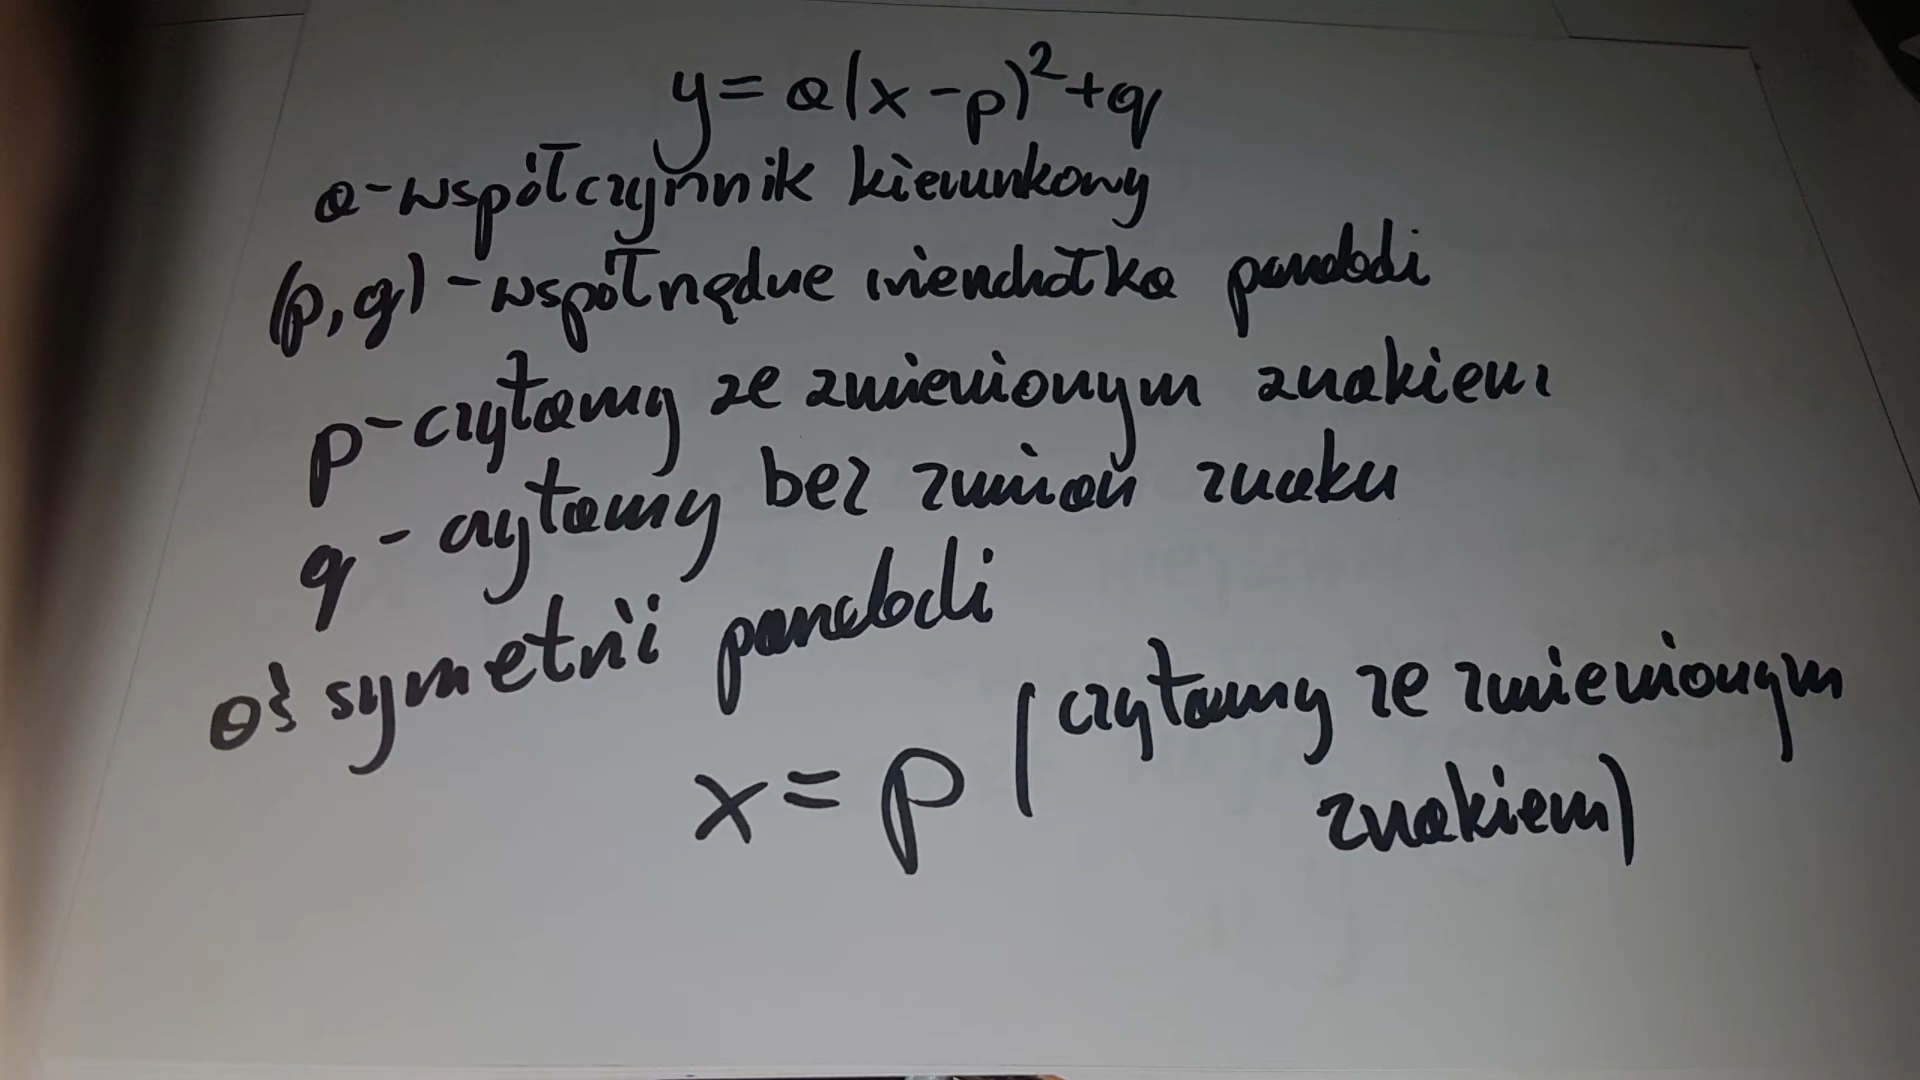 y = a(x-p)²+q
a - współczynnik kierunkowy
(p,q) - współrzędne wierzchołka paraboli
p - czytamy ze zmienionym znakiem
q - czytamy bez zmian znaku
oś symetrii paraboli
x = p (czytamy ze zmienionym
znakiem)